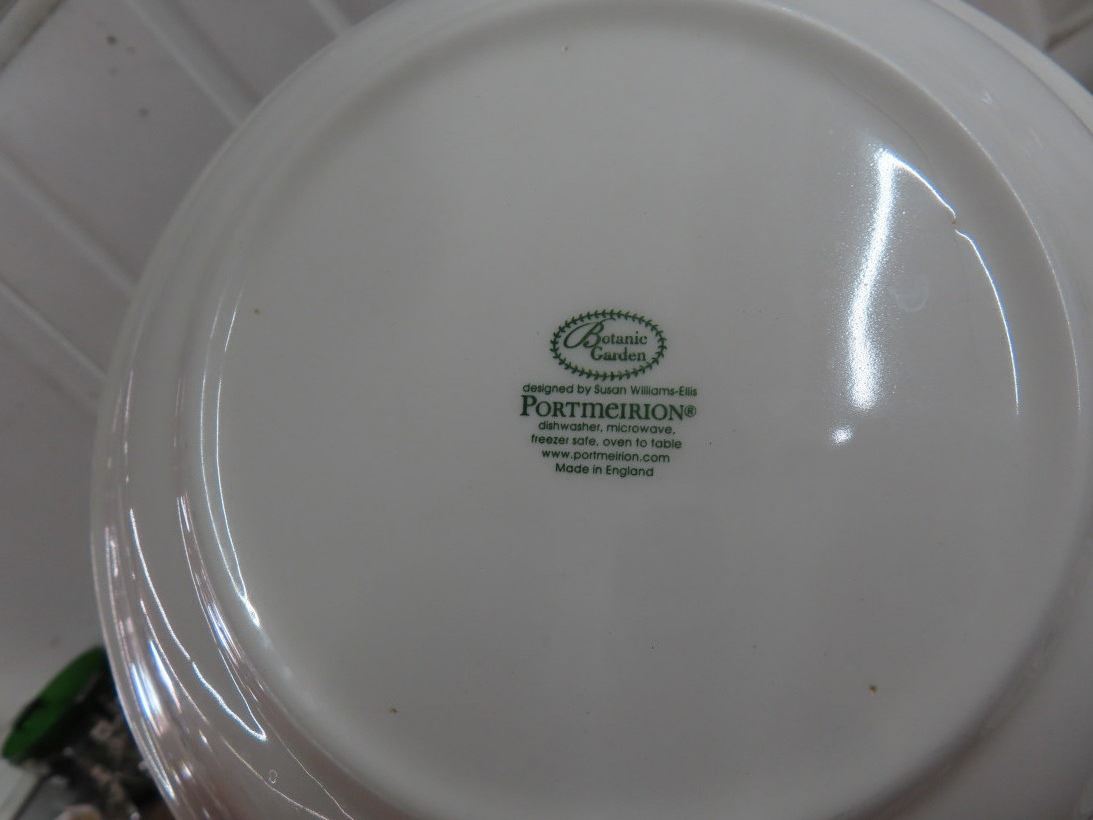 Botanic
Garden
designed by Susan Williams-Ellis
PORTMEIRION®
dishwasher, microwave,
freezer safe, oven to table
www.portmeirion.com
Made in England